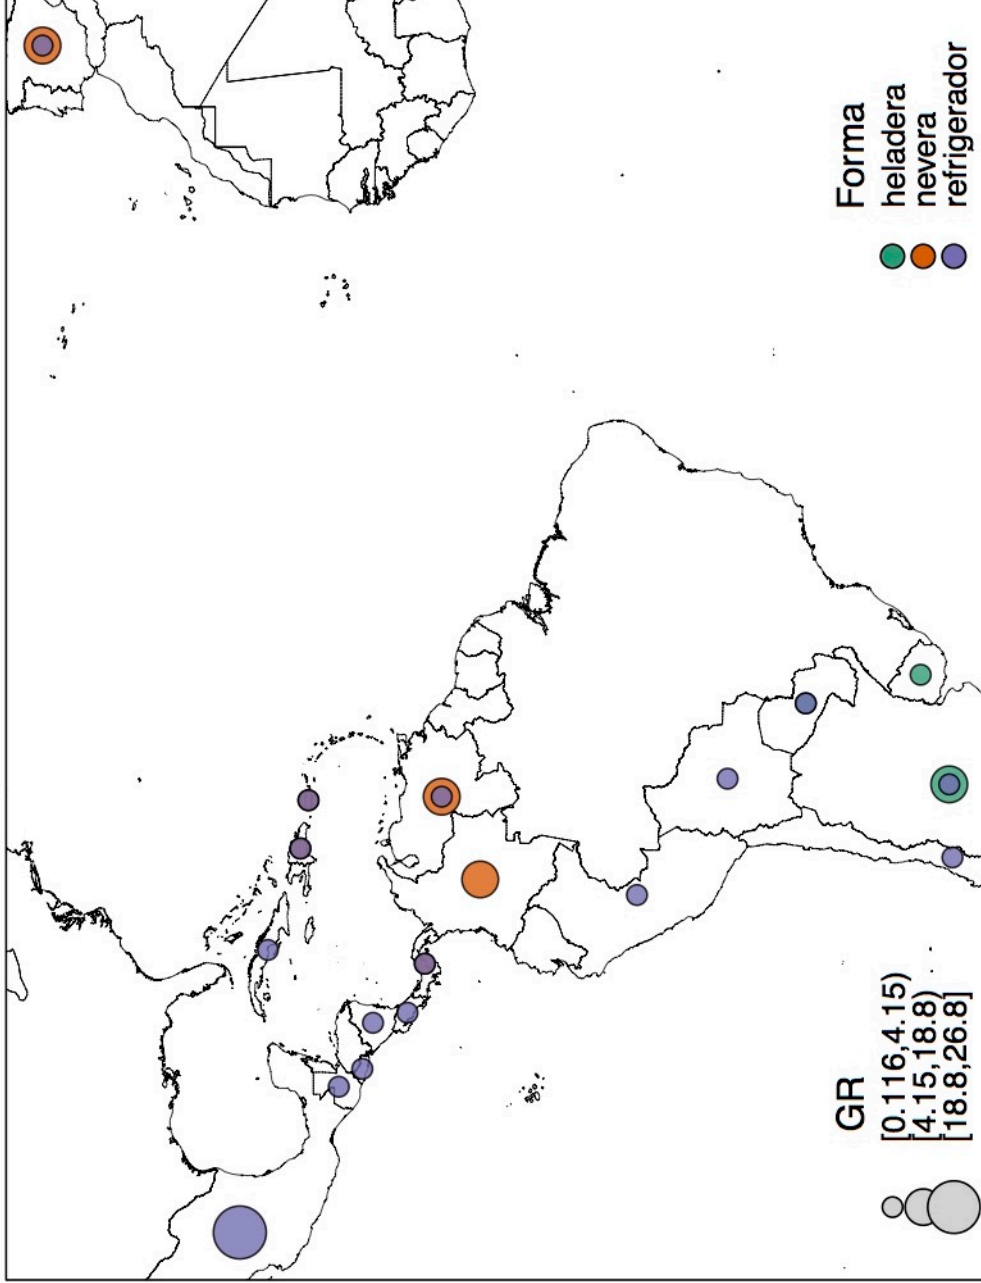 GR
[0.116,4.15)
[4.15,18.8)
[18.8,26.8]
Forma
heladera
nevera
refrigerador